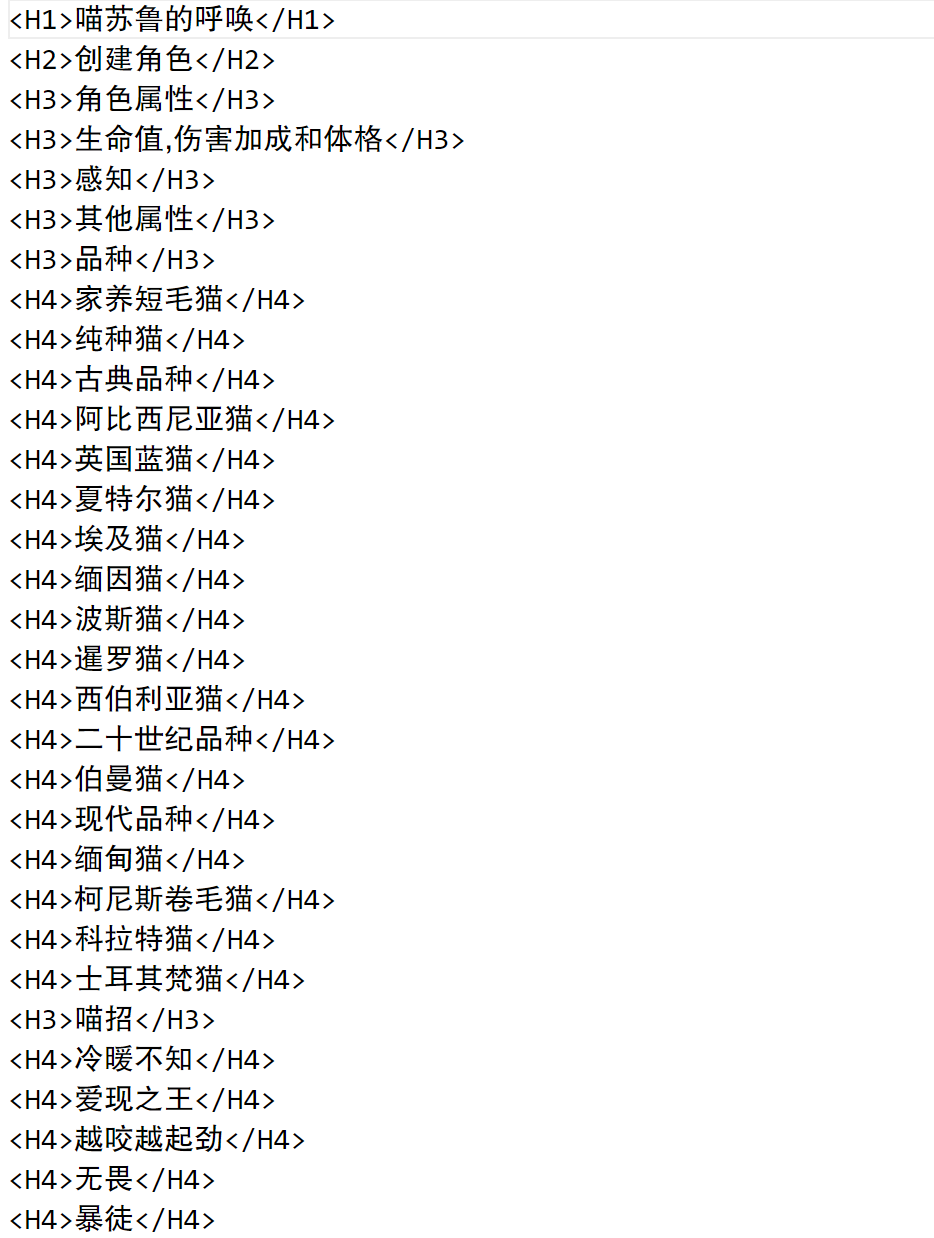 <H1>喵苏鲁的呼唤</H1>
<H2>创建角色</H2>
<H3>角色属性</H3>
<H3>生命值,伤害加成和体格</H3>
<H3>感知</H3>
<H3>其他属性</H3>
<H3>品种</H3>
<H4>家养短毛猫</H4>
<H4>纯种猫</H4>
<H4>古典品种</H4>
<H4>阿比西尼亚猫</H4>
<H4>英国蓝猫</H4>
<H4>夏特尔猫</H4>
<H4>埃及猫</H4>
<H4>缅因猫</H4>
<H4>波斯猫</H4>
<H4>暹罗猫</H4>
<H4>西伯利亚猫</H4>
<H4>二十世纪品种</H4>
<H4>伯曼猫</H4>
<H4>现代品种</H4>
<H4>缅甸猫</H4>
<H4>柯尼斯卷毛猫</H4>
<H4>科拉特猫</H4>
<H4>士耳其梵猫</H4>
<H3>喵招</H3>
<H4>冷暖不知</H4>
<H4>爱现之王</H4>
<H4>越咬越起劲</H4>
<H4>无畏</H4>
<H4>暴徒</H4>